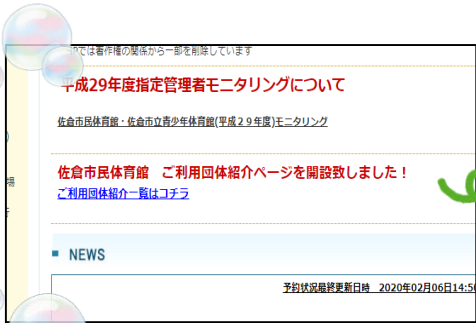 では著作権の関係から一部を削除しています
平成29年度指定管理者モニタリングについて
佐倉市民体育館・佐倉市立青少年体育館(平成２９年度)モニタリング
佐倉市民体育館　ご利用団体紹介ページを開設致しました！
ご利用団体紹介一覧はコチラ
場
NEWS
予約状況最終更新日時　2020年02月06日14:50